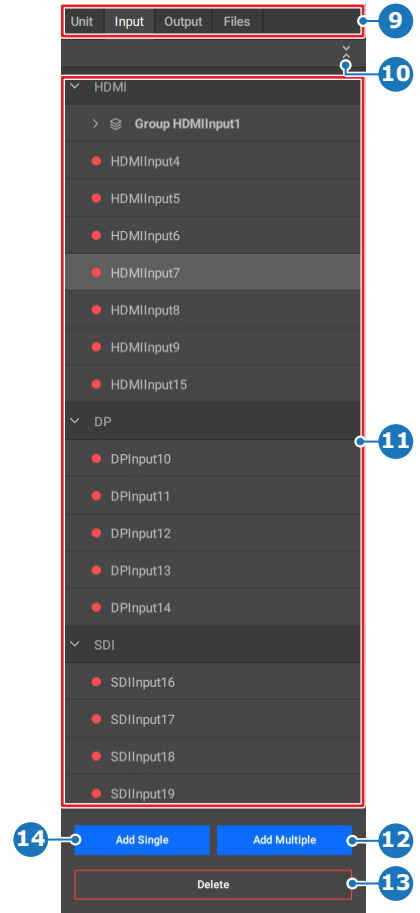 Unit Input Output Files 9
10
HDMI
Group HDMIInput1
HDMIInput4
HDMIInput5
HDMIInput6
HDMIInput7
HDMIInput8
HDMIInput9
HDMIInput15
DP
11
DPInput10
DPInput11
DPInput12
DPInput13
DPInput14
SDI
SDIInput16
SDIInput17
SDIInput18
SDIInput19
14 Add Single Add Multiple 12
Delete 13